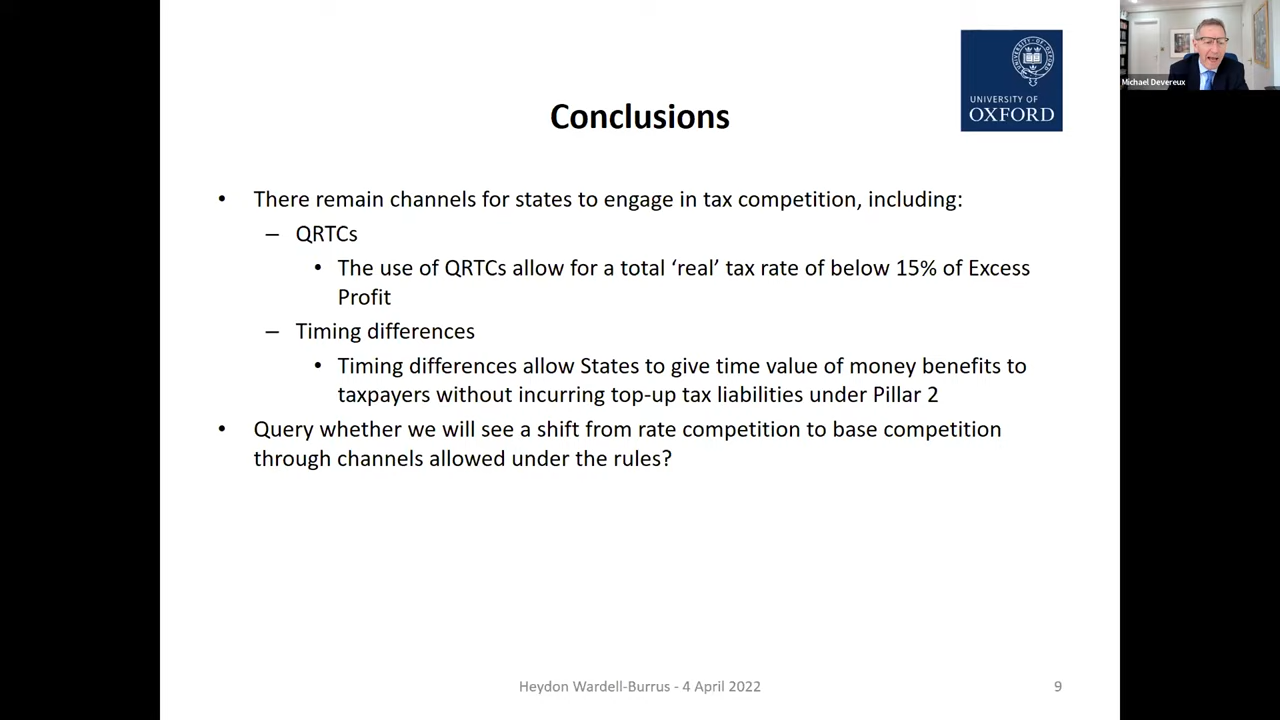 Conclusions
UNIVERSITY OF
OXFORD
Michael Devereux
• There remain channels for states to engage in tax competition, including:
– QRTCs
• The use of QRTCs allow for a total ‘real’ tax rate of below 15% of Excess
Profit
– Timing differences
• Timing differences allow States to give time value of money benefits to
taxpayers without incurring top-up tax liabilities under Pillar 2
• Query whether we will see a shift from rate competition to base competition
through channels allowed under the rules?
Heydon Wardell-Burrus - 4 April 2022
9